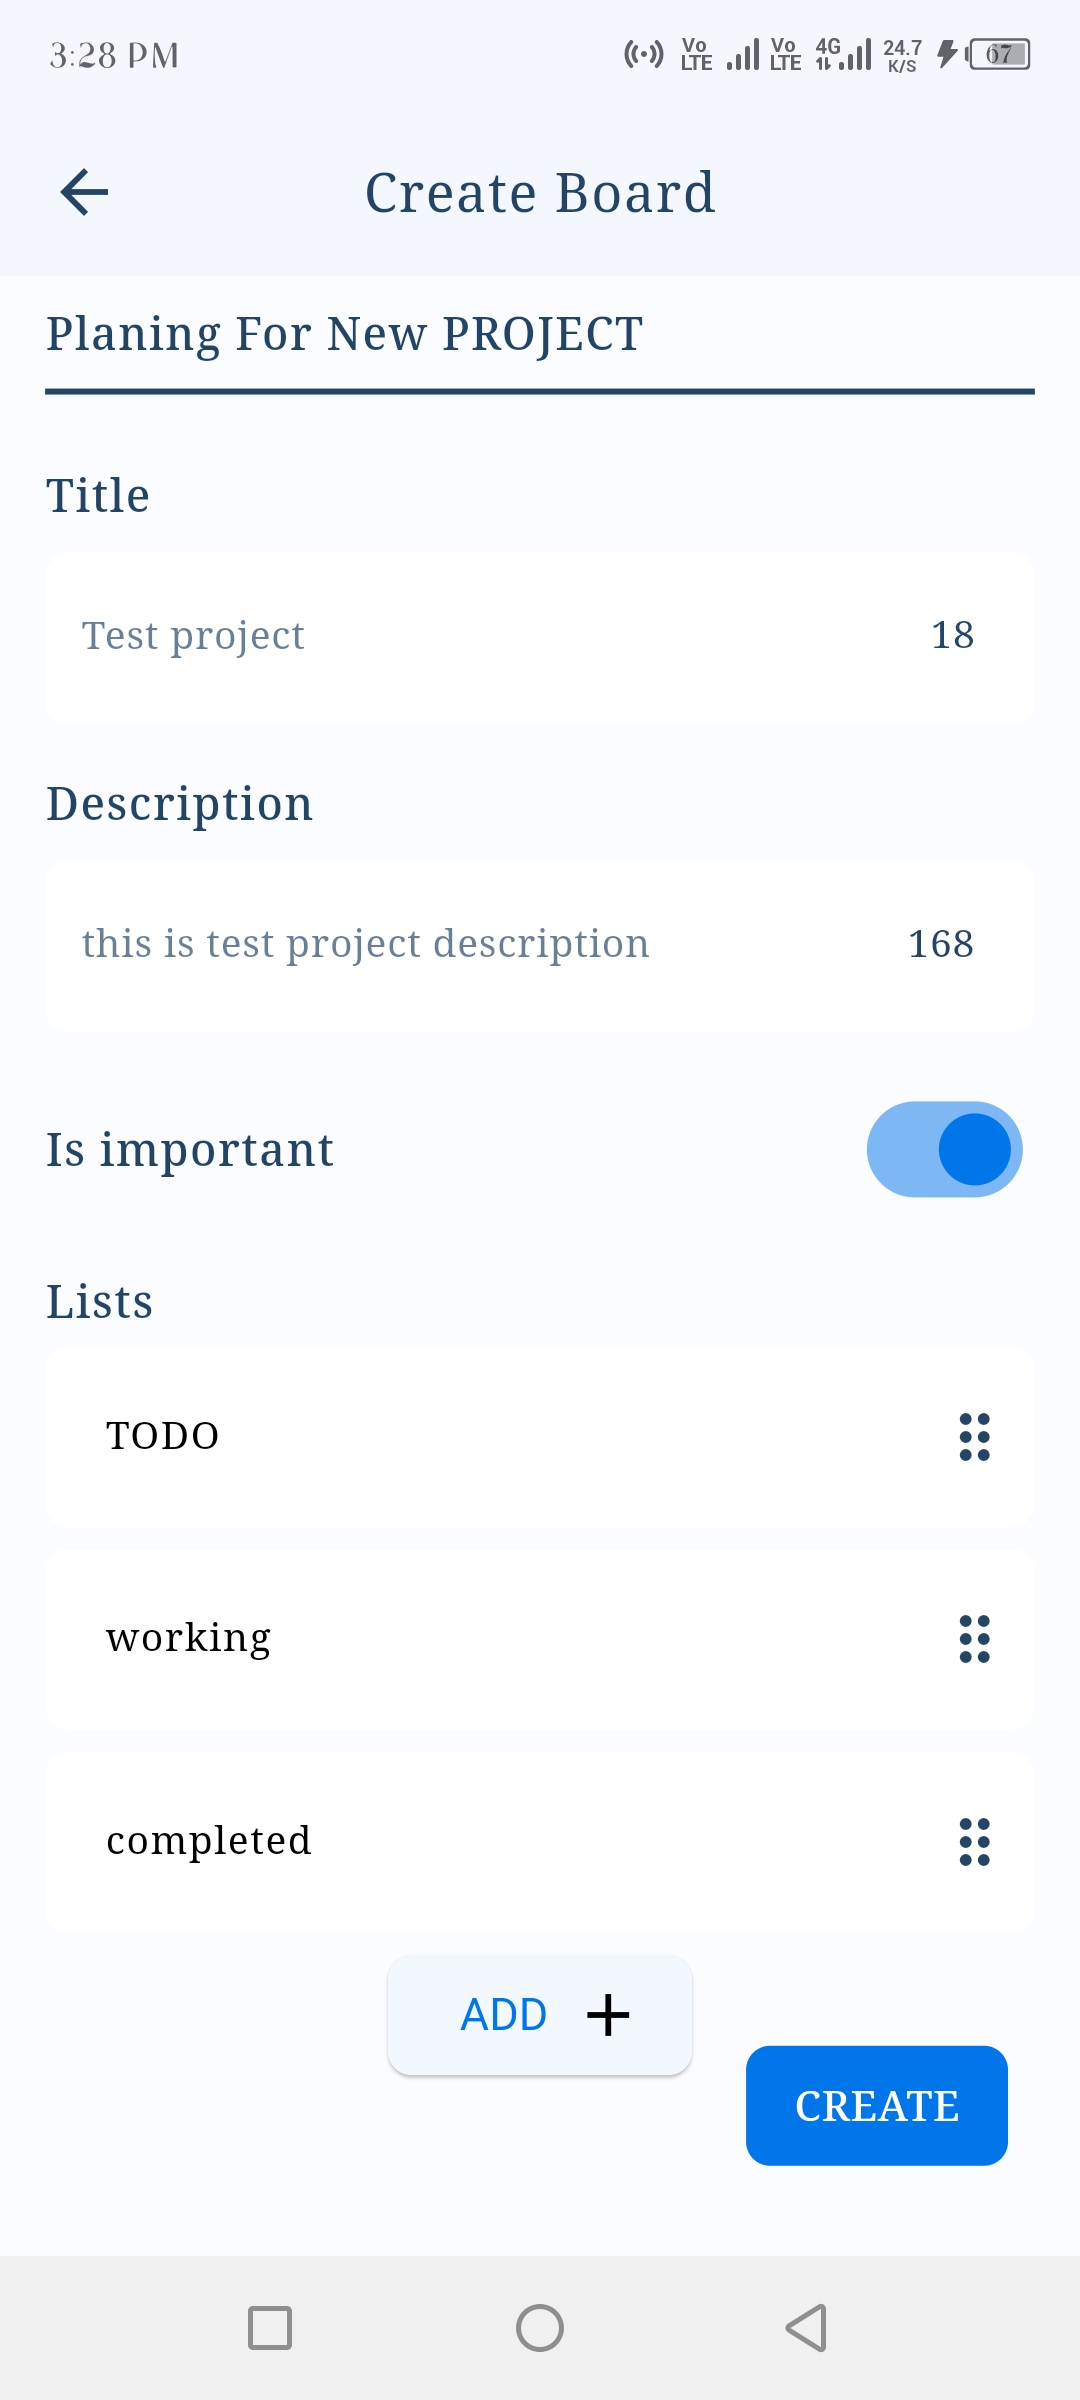 3:28 PM
Vo LTE Vo LTE 4G 24.7 K/S 67
Create Board
Planing For New PROJECT
Title
Test project 18
Description
this is test project description 168
Is important
Lists
TODO
working
completed
ADD +
CREATE